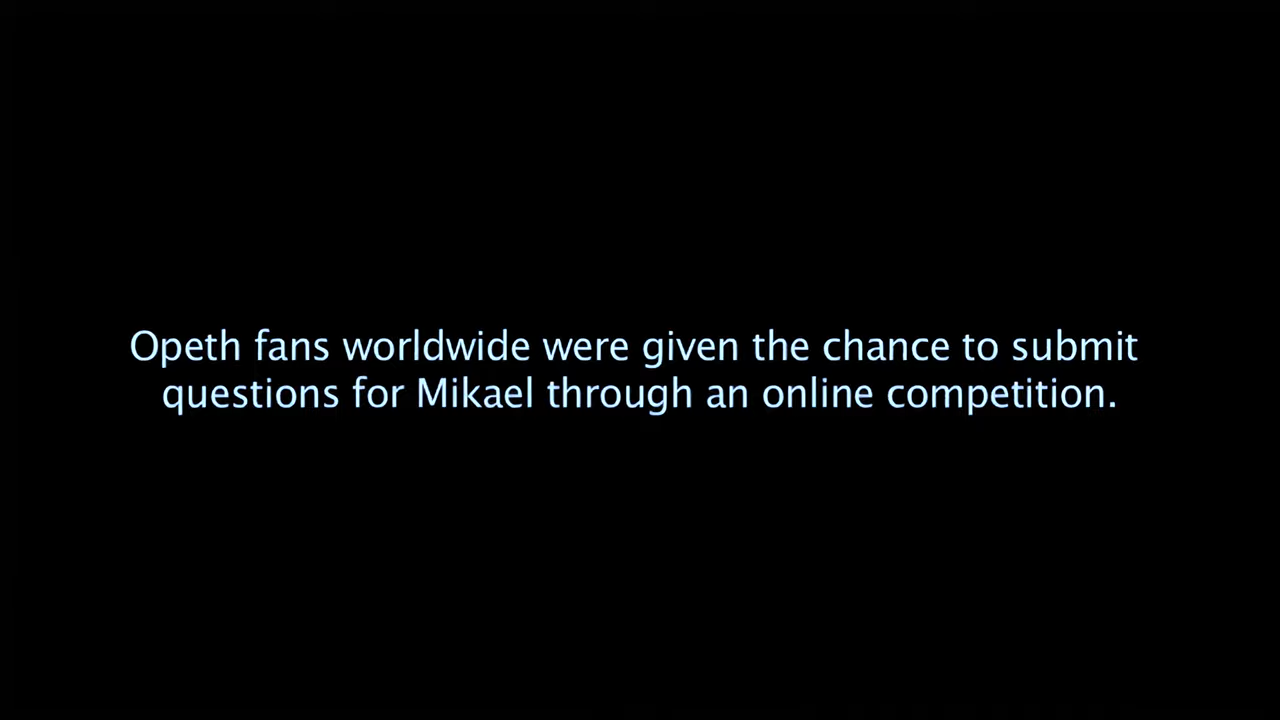 Opeth fans worldwide were given the chance to submit
questions for Mikael through an online competition.